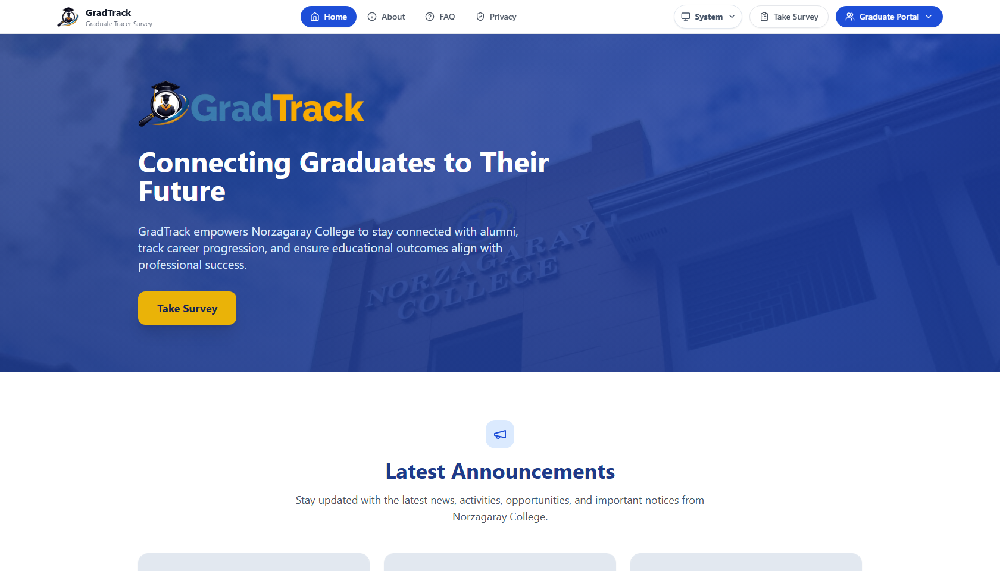 GradTrack
Graduate Tracer Survey
Home
About
FAQ
Privacy
System
Take Survey
Graduate Portal
GradTrack
Connecting Graduates to Their
Future
GradTrack empowers Norzagaray College to stay connected with alumni,
track career progression, and ensure educational outcomes align with
professional success.
NORZAGARAY
COLLEGE
Take Survey
Latest Announcements
Stay updated with the latest news, activities, opportunities, and important notices from
Norzagaray College.